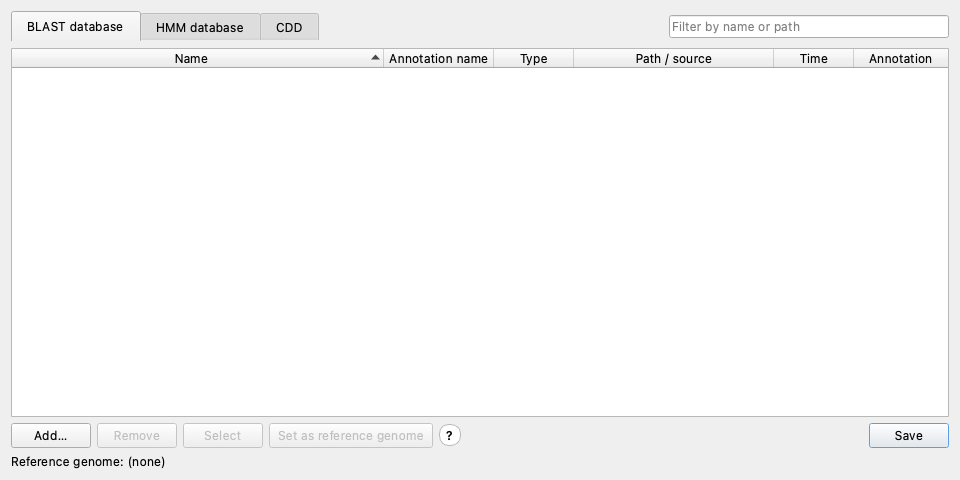 BLAST database HMM database CDD Filter by name or path
Name Annotation name Type Path / source Time Annotation
Add... Remove Select Set as reference genome ? Save
Reference genome: (none)